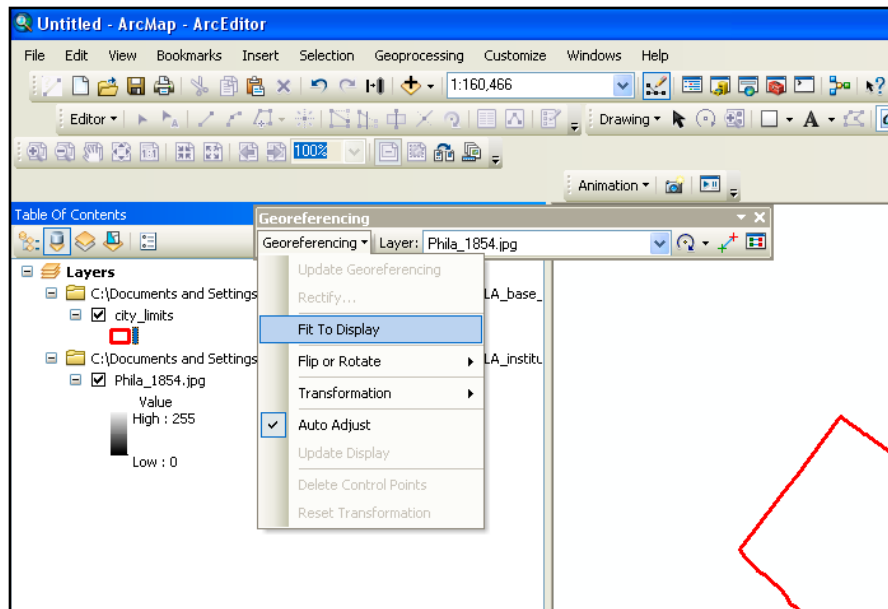 Untitled - ArcMap - ArcEditor
File Edit View Bookmarks Insert Selection Geoprocessing Customize Windows Help
1:160,466
Editor Drawing A
100%
Animation
Table Of Contents
Georeferencing
Georeferencing Layer: Phila_1854.jpg
Layers
Update Georeferencing
C:\Documents and Settings LA_base_
Rectify...
city_limits
Fit To Display
C:\Documents and Settings LA_institu
Flip or Rotate
Phila_1854.jpg
Transformation
Value
High : 255
Auto Adjust
Update Display
Low : 0
Delete Control Points
Reset Transformation